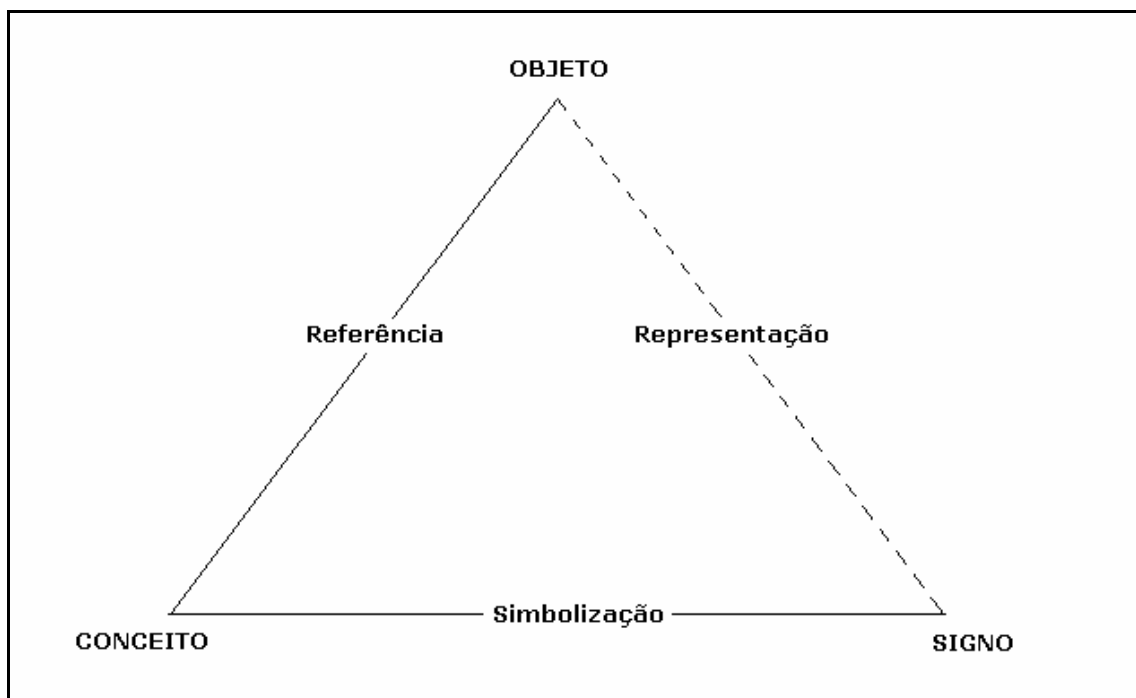 OBJETO
Referência
Representação
Simbolização
CONCEITO
SIGNO